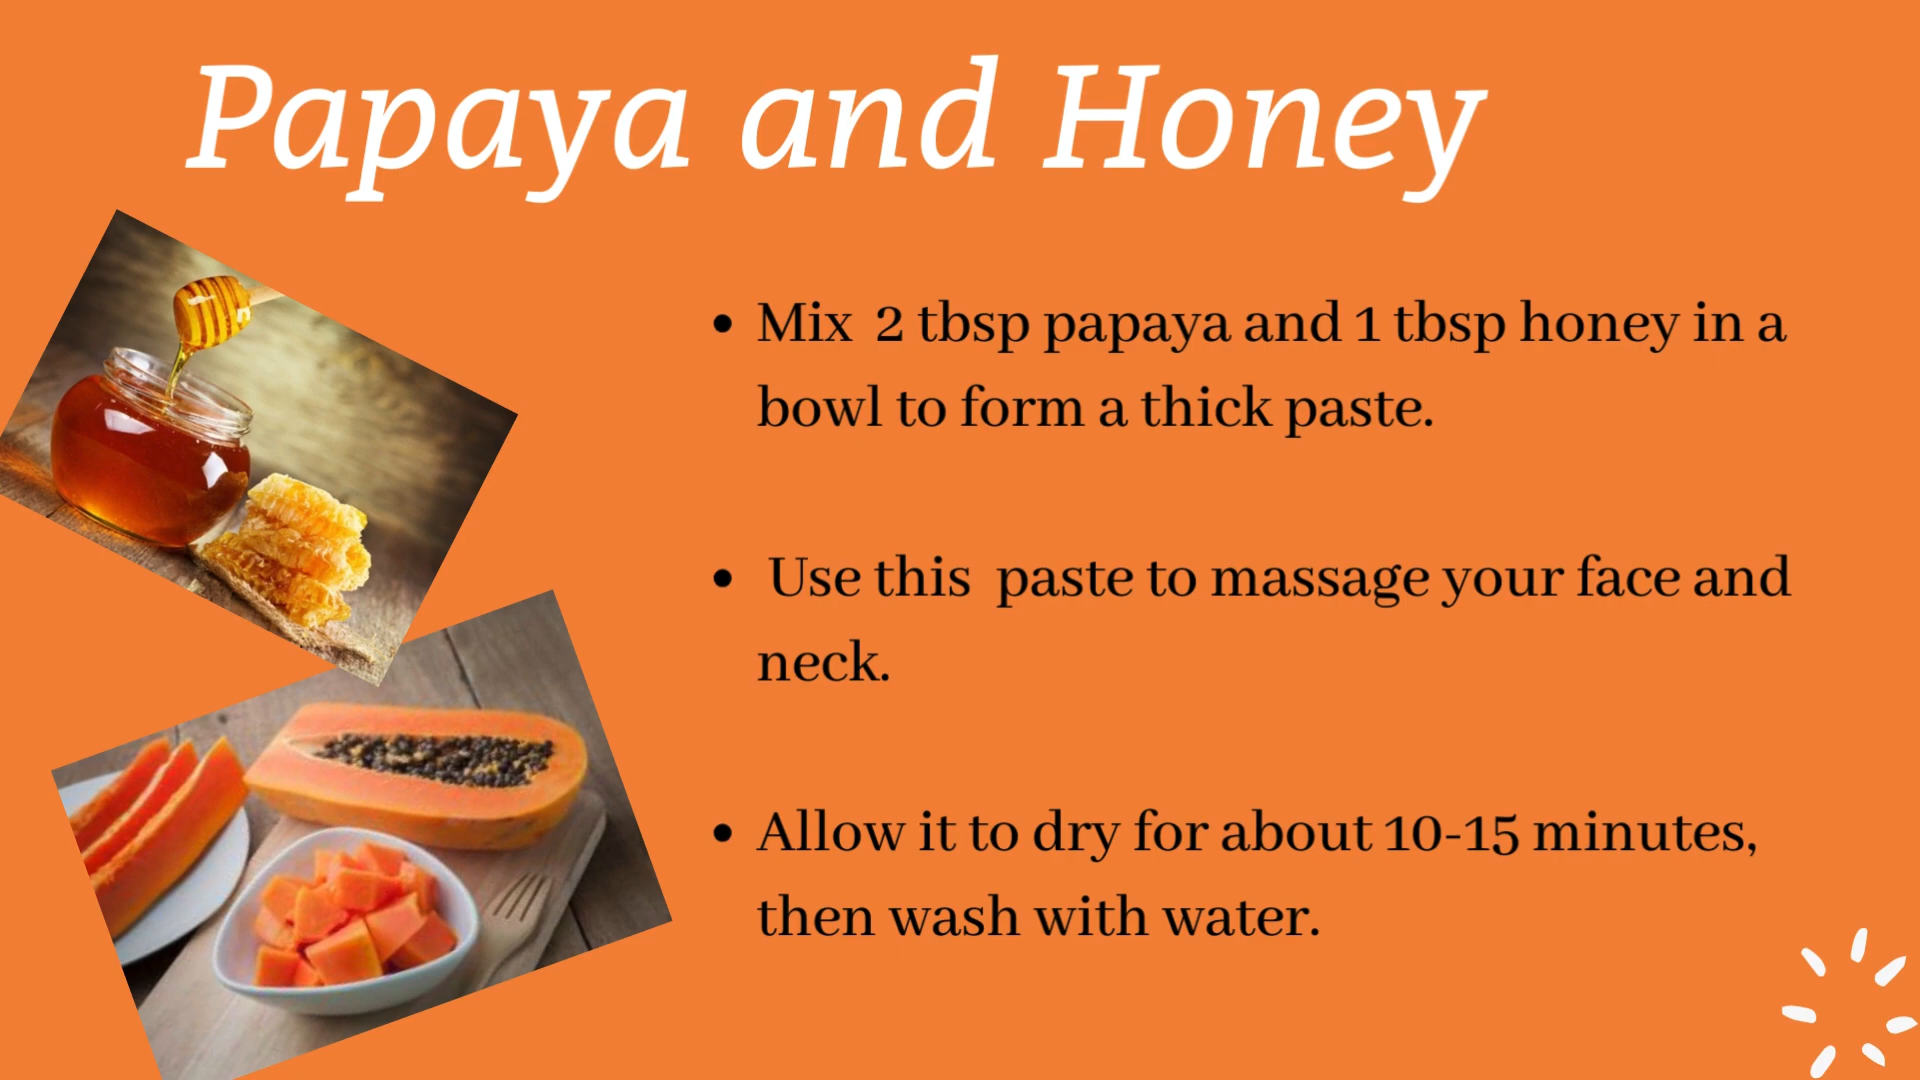 Papaya and Honey
• Mix 2 tbsp papaya and 1 tbsp honey in a
bowl to form a thick paste.
• Use this paste to massage your face and
neck.
• Allow it to dry for about 10-15 minutes,
then wash with water.